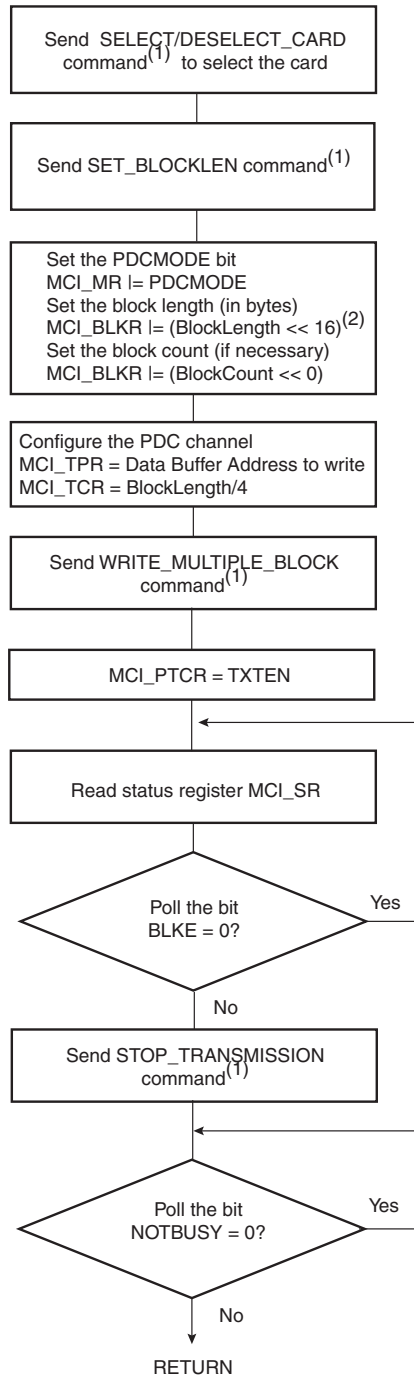 Send SELECT/DESELECT_CARD
command(1) to select the card
Send SET_BLOCKLEN command(1)
Set the PDCMODE bit
MCI_MR |= PDCMODE
Set the block length (in bytes)
MCI_BLKR |= (BlockLength << 16)(2)
Set the block count (if necessary)
MCI_BLKR |= (BlockCount << 0)
Configure the PDC channel
MCI_TPR = Data Buffer Address to write
MCI_TCR = BlockLength/4
Send WRITE_MULTIPLE_BLOCK
command(1)
MCI_PTCR = TXTEN
Read status register MCI_SR
Poll the bit
BLKE = 0?
Yes
No
Send STOP_TRANSMISSION
command(1)
Poll the bit
NOTBUSY = 0?
Yes
No
RETURN